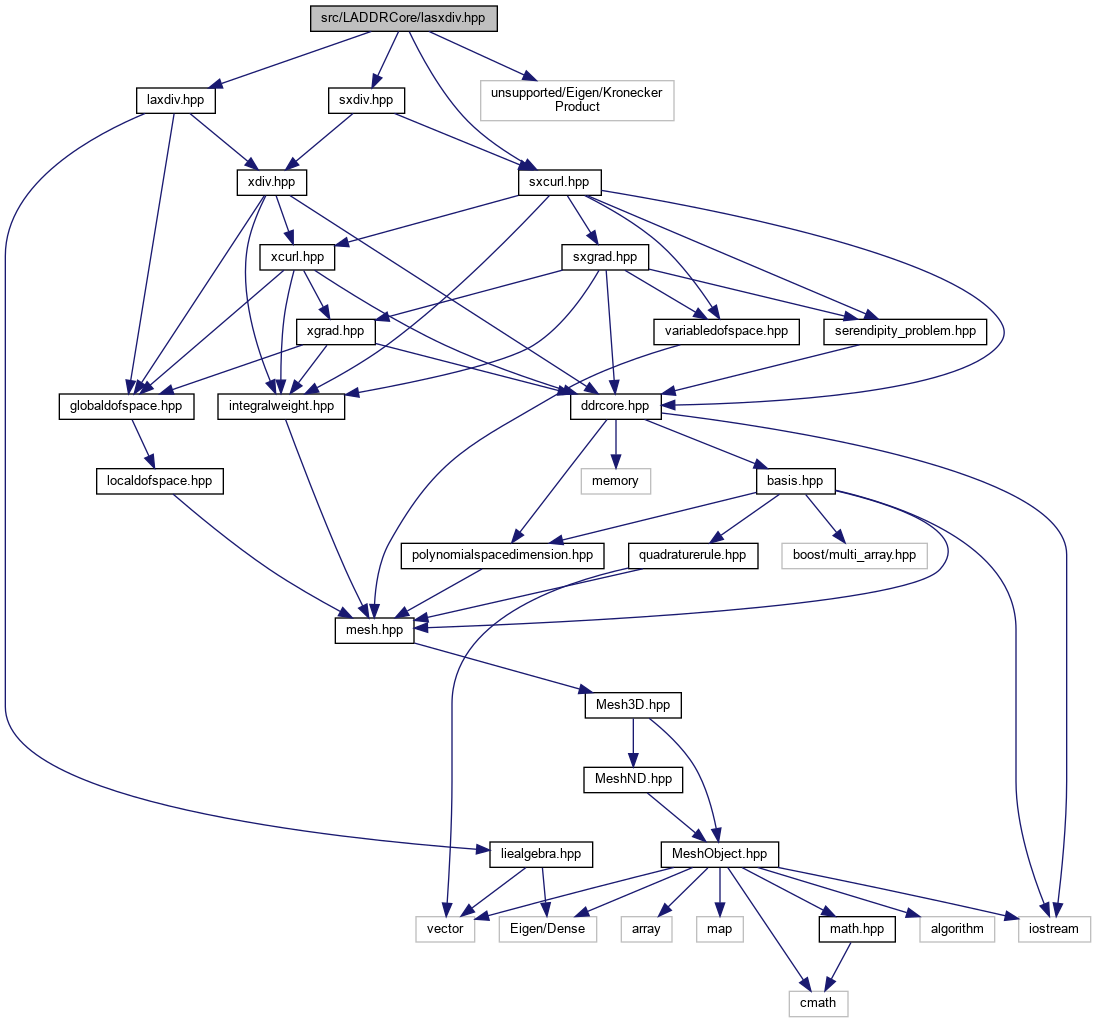 src/LADDRCore/lasxdiv.hpp
laxdiv.hpp
sxdiv.hpp
unsupported/Eigen/Kronecker
Product
xdiv.hpp
sxcurl.hpp
xcurl.hpp
sxgrad.hpp
xgrad.hpp
variabledofspace.hpp
serendipity_problem.hpp
globaldofspace.hpp
integralweight.hpp
ddrcore.hpp
localdofspace.hpp
memory
basis.hpp
polynomialspacedimension.hpp
quadraturerule.hpp
boost/multi_array.hpp
mesh.hpp
Mesh3D.hpp
MeshND.hpp
liealgebra.hpp
MeshObject.hpp
vector
Eigen/Dense
array
map
math.hpp
algorithm
iostream
cmath